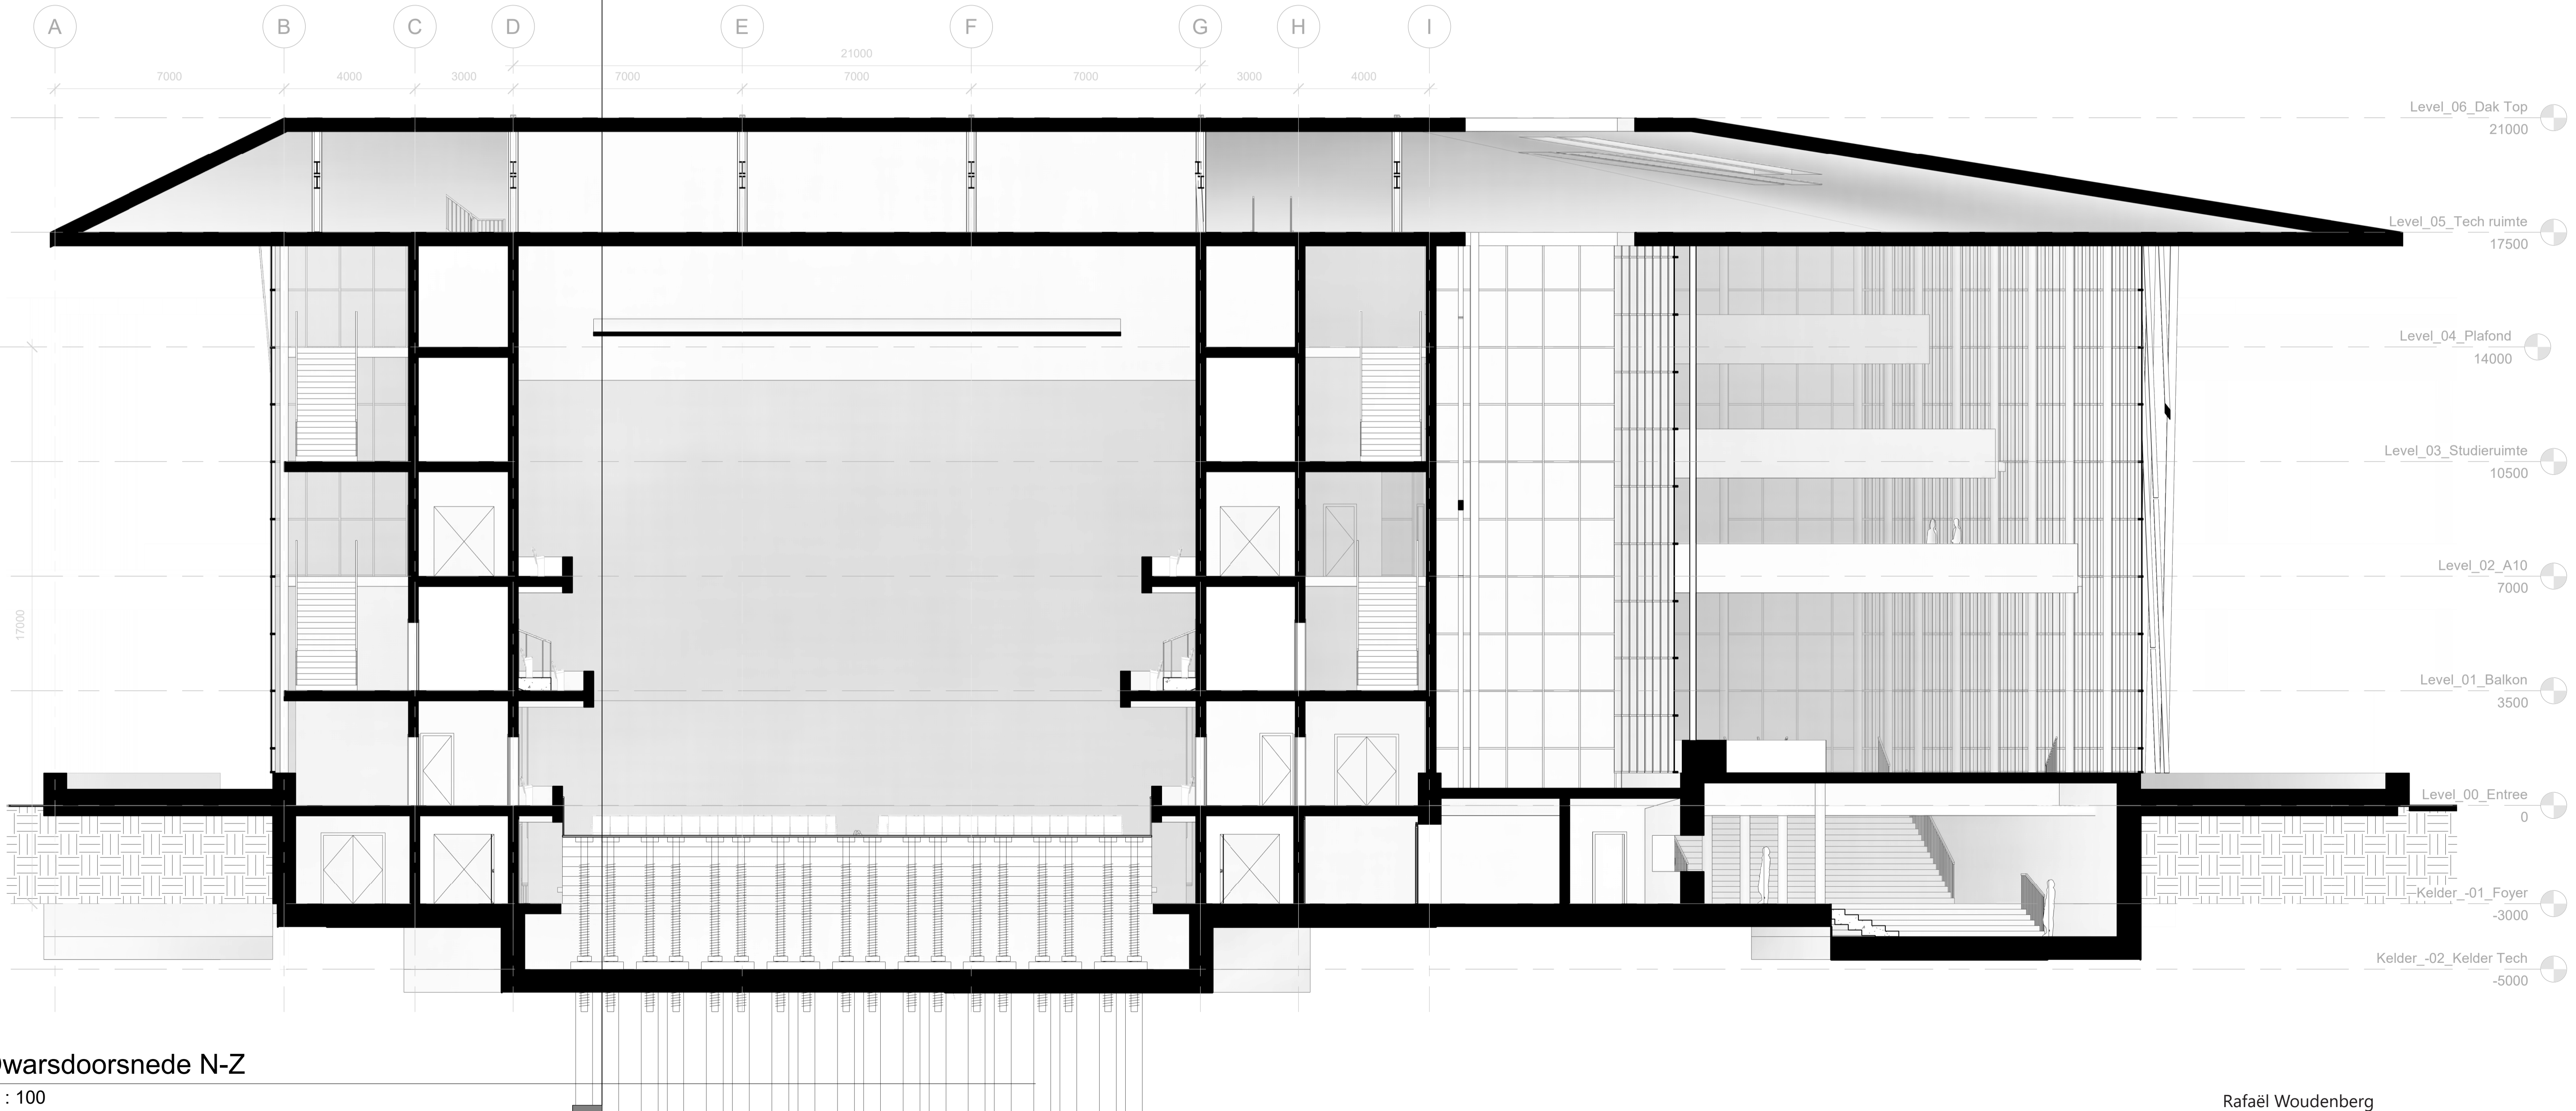 A B C D E F G H I
21000
7000 4000 3000 7000 7000 7000 3000 4000
Level_06_Dak Top
21000
Level_05_Tech ruimte
17500
Level_04_Plafond
14000
Level_03_Studieruimte
10500
Level_02_A10
7000
17000
Level_01_Balkon
3500
Level_00_Entree
0
Kelder_-01_Foyer
-3000
Kelder_-02_Kelder Tech
-5000
warsdoorsnede N-Z
: 100
Rafaël Woudenberg